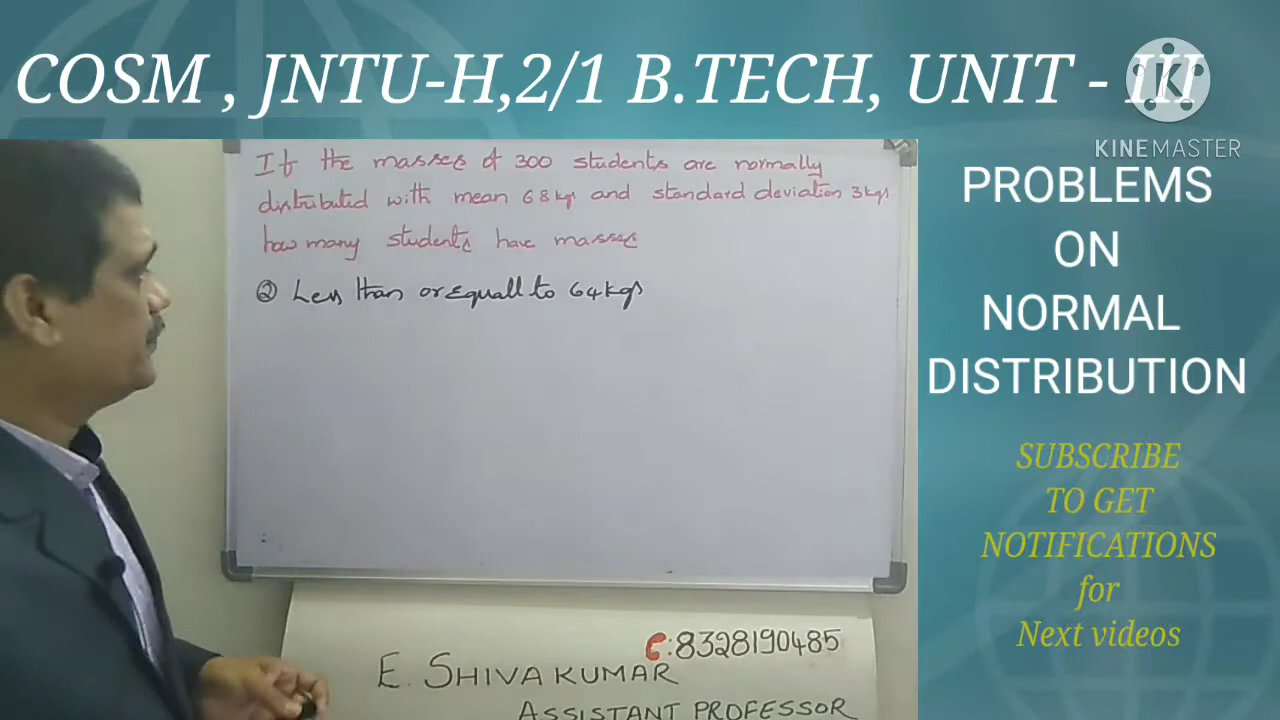 COSM , JNTU-H,2/1 B.TECH, UNIT - III
KINEMASTER
If the masses of 300 students are normally
distributed with mean 68 kgs and standard deviation 3 kgs
how many students have masses
② Less than or Equall to 64 kgs
PROBLEMS
ON
NORMAL
DISTRIBUTION
SUBSCRIBE
TO GET
NOTIFICATIONS
for
Next videos
C:8328190485
E. SHIVA KUMAR
ASSISTANT PROFESSOR